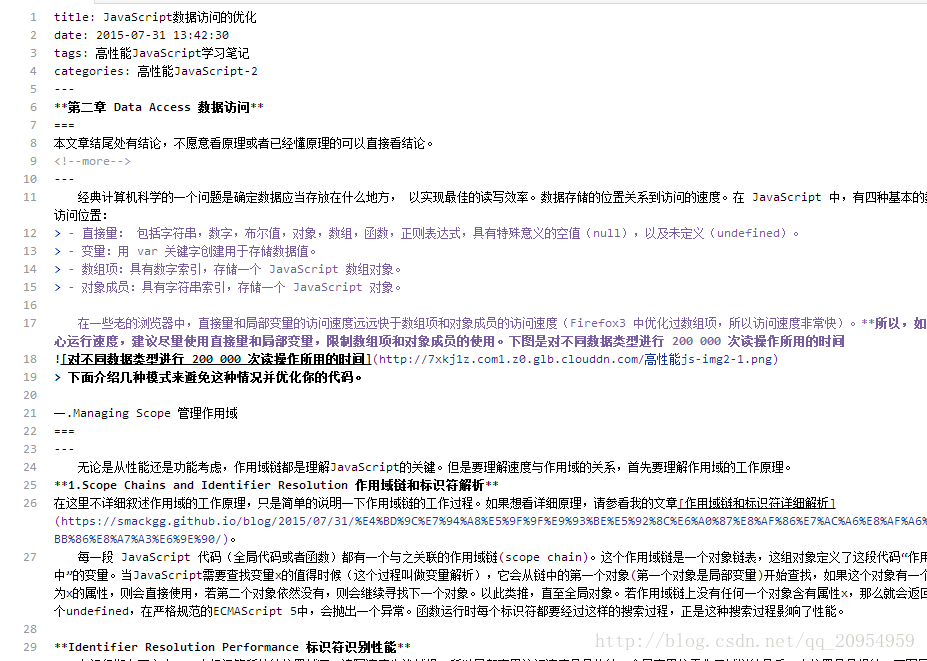 1 title: JavaScript数据访问的优化
2 date: 2015-07-31 13:42:30
3 tags: 高性能JavaScript学习笔记
4 categories: 高性能JavaScript-2
5 ---
6 **第二章 Data Access 数据访问**
7 ===
8 本文章结尾处有结论，不愿意看原理或者已经懂原理的可以直接看结论。
9 <!--more-->
10 ---
11 经典计算机科学的一个问题是确定数据应当存放在什么地方， 以实现最佳的读写效率。数据存储的位置关系到访问的速度。在 JavaScript 中，有四种基本的
访问位置：
12 > - 直接量： 包括字符串，数字，布尔值，对象，数组，函数，正则表达式，具有特殊意义的空值（null），以及未定义（undefined）。
13 > - 变量：用 var 关键字创建用于存储数据值。
14 > - 数组项：具有数字索引，存储一个 JavaScript 数组对象。
15 > - 对象成员：具有字符串索引，存储一个 JavaScript 对象。
16
17 在一些老的浏览器中，直接量和局部变量的访问速度远远快于数组项和对象成员的访问速度（Firefox3 中优化过数组项，所以访问速度非常快）。**所以，如
心运行速度，建议尽量使用直接量和局部变量，限制数组项和对象成员的使用。下图是对不同数据类型进行 200 000 次读操作所用的时间
18 ![对不同数据类型进行 200 000 次读操作所用的时间](http://7xkj1z.com1.z0.glb.clouddn.com/高性能js-img2-1.png)
19 > 下面介绍几种模式来避免这种情况并优化你的代码。
20
21 一.Managing Scope 管理作用域
22 ===
23 ---
24 无论是从性能还是功能考虑，作用域链都是理解JavaScript的关键。但是要理解速度与作用域的关系，首先要理解作用域的工作原理。
25 **1.Scope Chains and Identifier Resolution 作用域链和标识符解析**
26 在这里不详细叙述作用域的工作原理，只是简单的说明一下作用域链的工作过程。如果想看详细原理，请参看我的文章[作用域链和标识符详细解析]
(https://smackgg.github.io/blog/2015/07/31/%E4%BD%9C%E7%94%A8%E5%9F%9F%E9%93%BE%E5%92%8C%E6%A0%87%E8%AF%86%E7%AC%A6%E8%AF%A6
BB%86%E8%A7%A3%E6%9E%90/)。
27 每一段 JavaScript 代码（全局代码或者函数）都有一个与之关联的作用域链(scope chain)。这个作用域链是一个对象链表，这组对象定义了这段代码“作用
中”的变量。当JavaScript需要查找变量x的值得时候（这个过程叫做变量解析），它会从链中的第一个对象(第一个对象是局部变量)开始查找，如果这个对象有一个
为x的属性，则会直接使用，若第二个对象依然没有，则会继续寻找下一个对象。以此类推，直至全局对象。若作用域链上没有任何一个对象含有属性x，那么就会返回
个undefined，在严格规范的ECMAScript 5中，会抛出一个异常。函数运行时每个标识符都要经过这样的搜索过程，正是这种搜索过程影响了性能。
28
29 **Identifier Resolution Performance 标识符识别性能**
http://blog.csdn.net/qq_20954959